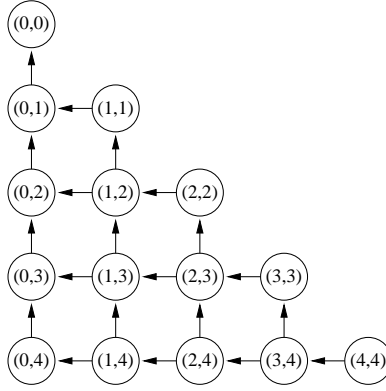 (0,0)
(0,1) (1,1)
(0,2) (1,2) (2,2)
(0,3) (1,3) (2,3) (3,3)
(0,4) (1,4) (2,4) (3,4) (4,4)